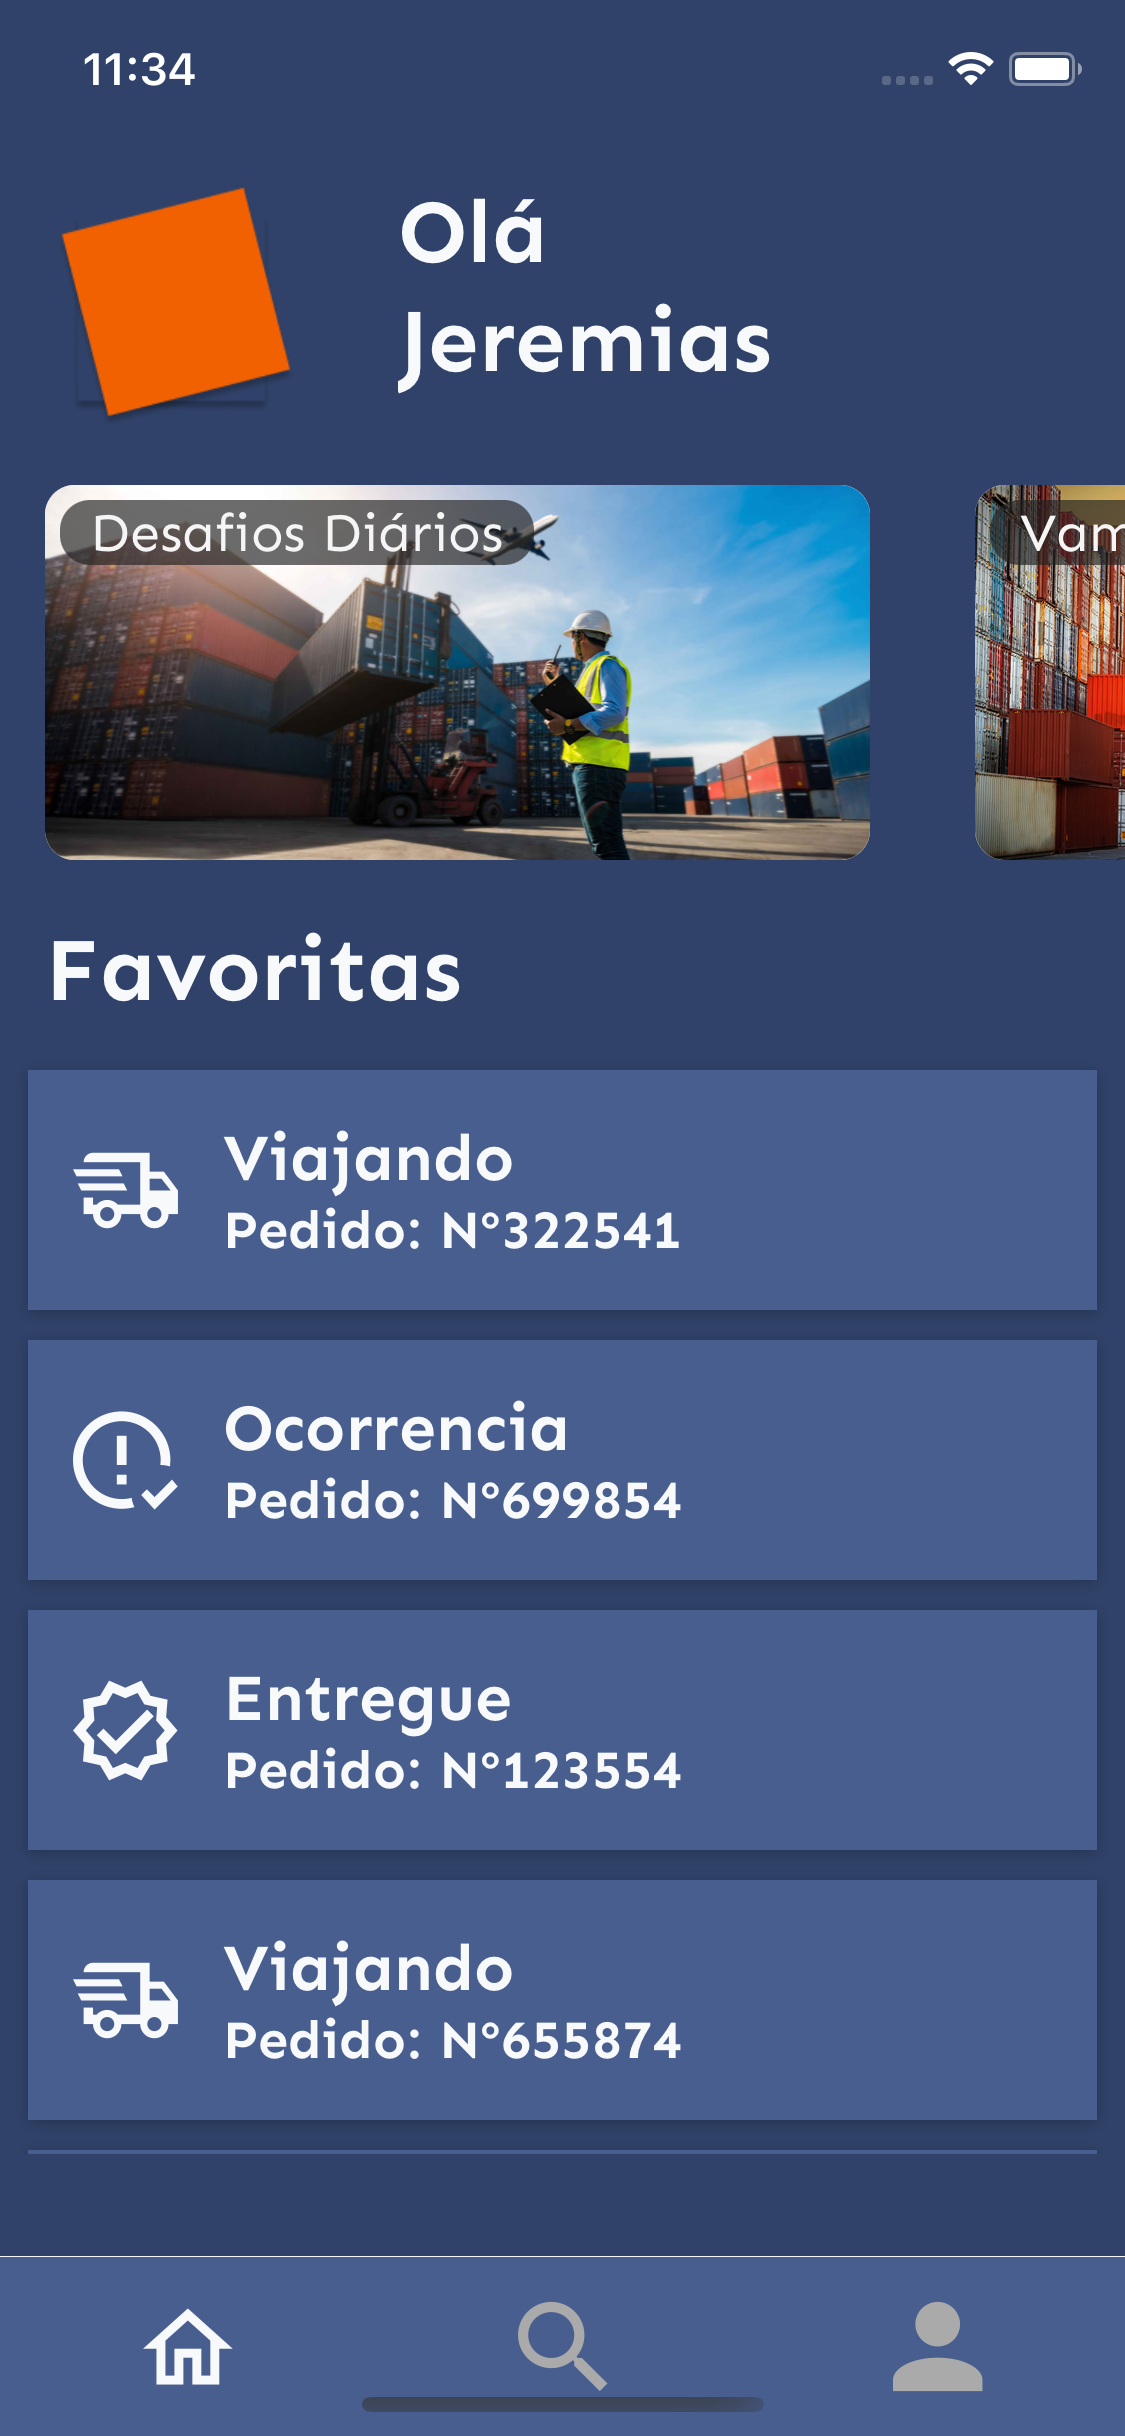 11:34
Olá
Jeremias
Desafios Diários
Favoritas
Viajando
Pedido: N°322541
Ocorrencia
Pedido: N°699854
Entregue
Pedido: N°123554
Viajando
Pedido: N°655874